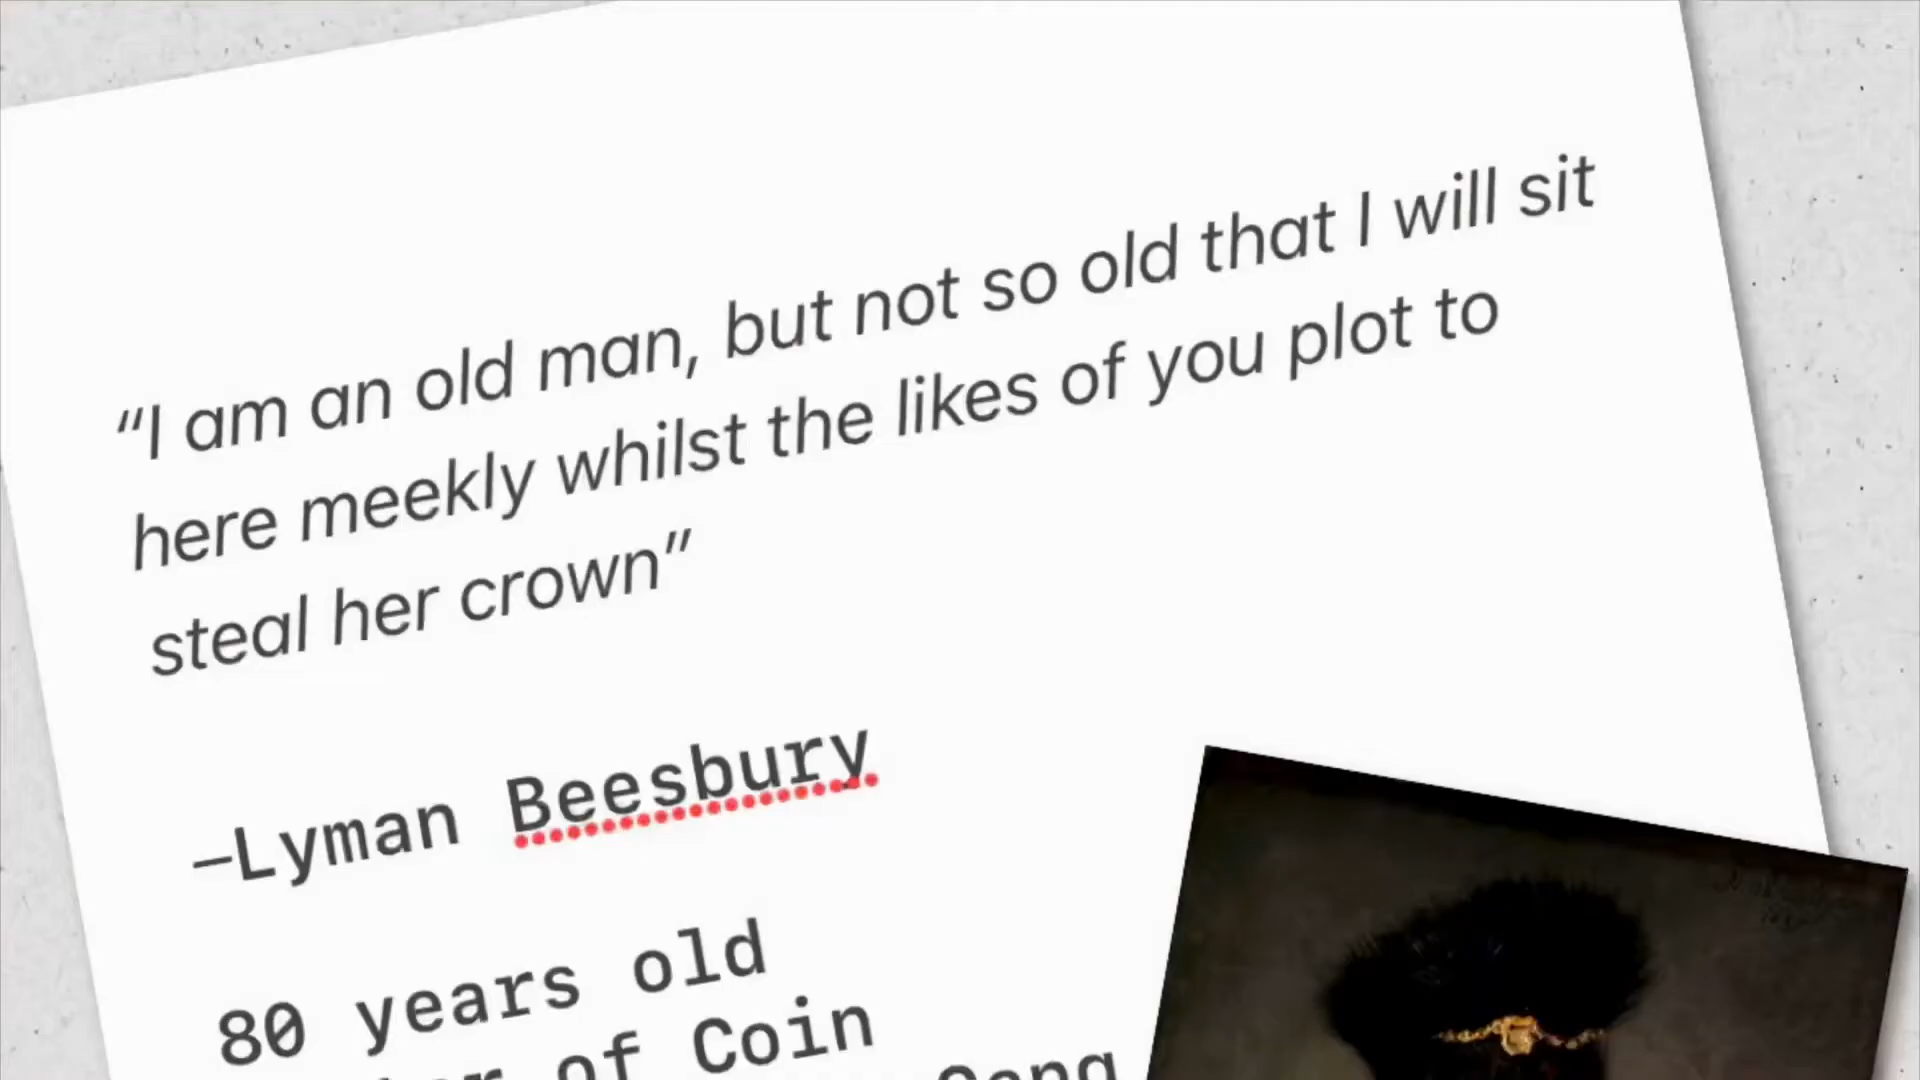 “I am an old man, but not so old that I will sit
here meekly whilst the likes of you plot to
steal her crown”
—Lyman Beesbury
80 years old
of Coin